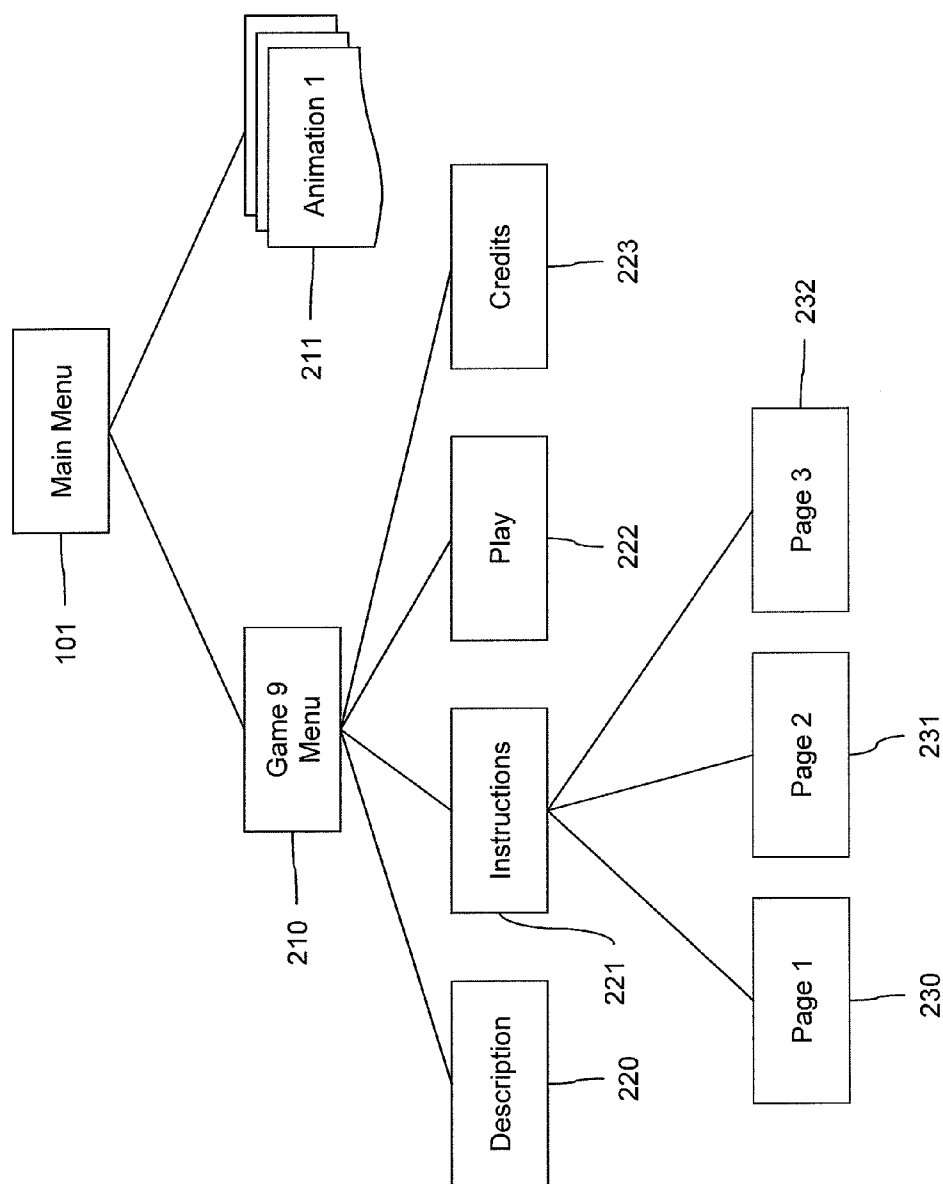 Main Menu
101
Game 9
Menu
210
Animation 1
211
Description
220
Instructions
221
Play
222
Credits
223
Page 1
230
Page 2
231
Page 3
232